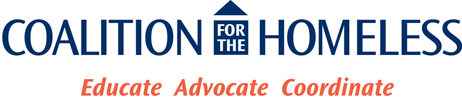 COALITION FOR THE HOMELESS
Educate Advocate Coordinate